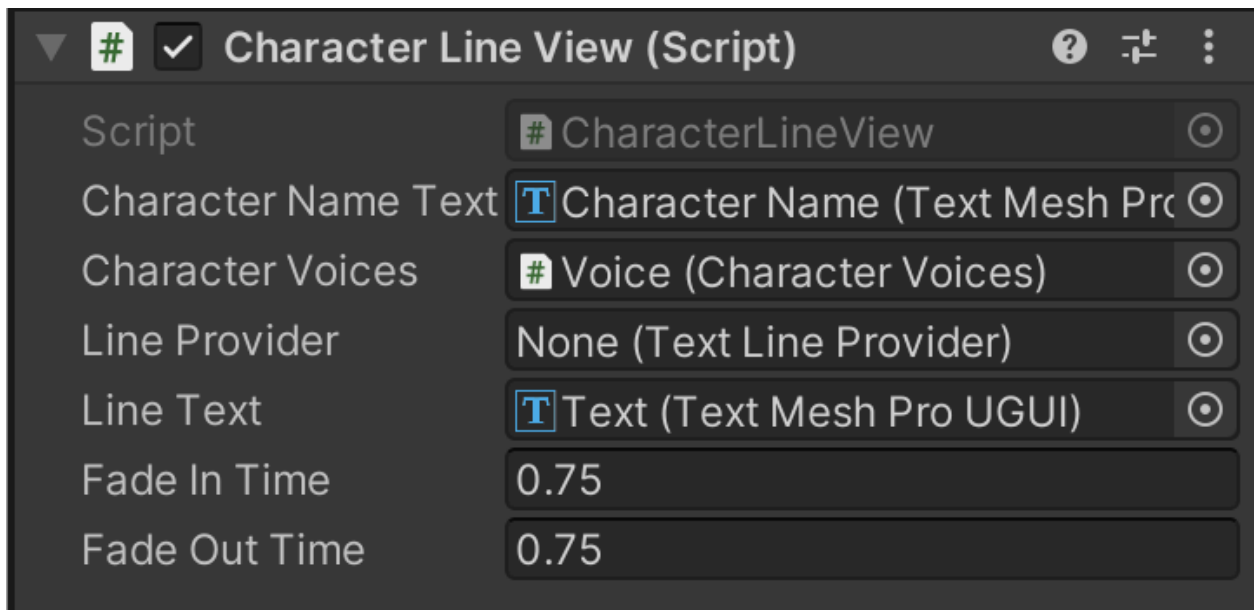 Character Line View (Script)
Script # CharacterLineView
Character Name Text T Character Name (Text Mesh Pro
Character Voices # Voice (Character Voices)
Line Provider None (Text Line Provider)
Line Text T Text (Text Mesh Pro UGUI)
Fade In Time 0.75
Fade Out Time 0.75